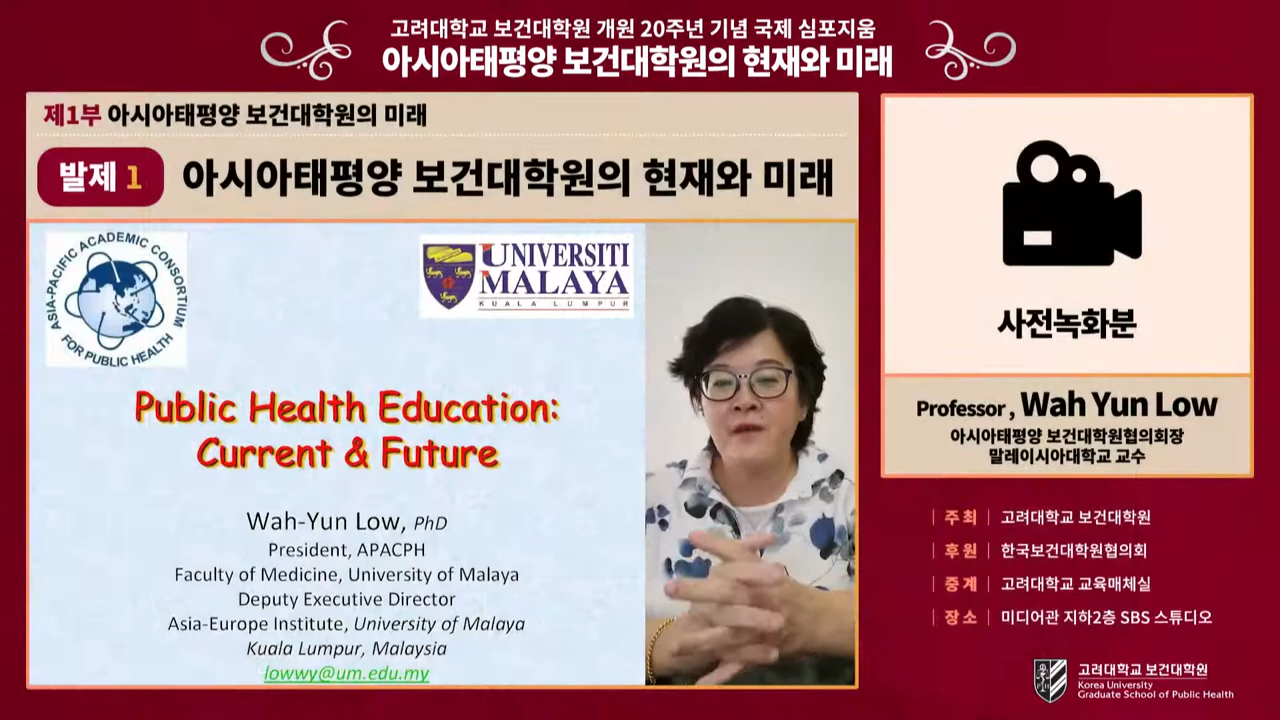 고려대학교 보건대학원 개원 20주년 기념 국제 심포지움
아시아태평양 보건대학원의 현재와 미래
제1부 아시아태평양 보건대학원의 미래
발제 1 아시아태평양 보건대학원의 현재와 미래
ASIA-PACIFIC ACADEMIC CONSORTIUM
FOR PUBLIC HEALTH
UNIVERSITI
MALAYA
KUALA LUMPUR
Public Health Education:
Current & Future
Wah-Yun Low, PhD
President, APACPH
Faculty of Medicine, University of Malaya
Deputy Executive Director
Asia-Europe Institute, University of Malaya
Kuala Lumpur, Malaysia
lowwy@um.edu.my
사전녹화분
Professor, Wah Yun Low
아시아태평양 보건대학원협의회장
말레이시아대학교 교수
| 주최 | 고려대학교 보건대학원
| 후원 | 한국보건대학원협의회
| 중계 | 고려대학교 교육매체실
| 장소 | 미디어관 지하2층 SBS 스튜디오
고려대학교 보건대학원
Korea University
Graduate School of Public Health